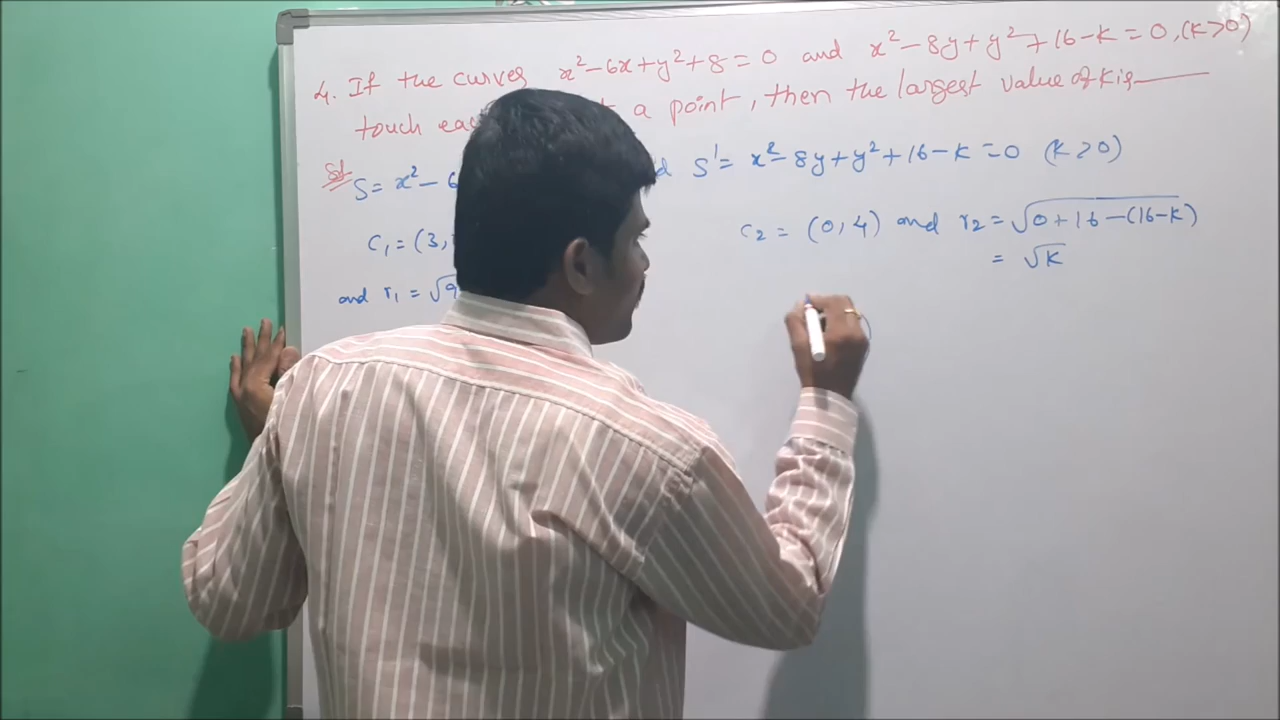 4. If the curves x²-6x+y²+8=0 and x²-8y+y²+16-k=0,(k>0)
touch a point, then the largest value of k is
Sol S= x²- 6 S'= x²-8y+y²+16-k=0 (k>0)
C₁=(3, C₂ = (0,4) and r₂ = √0+16-(16-k)
= √k
and r₁ = √9